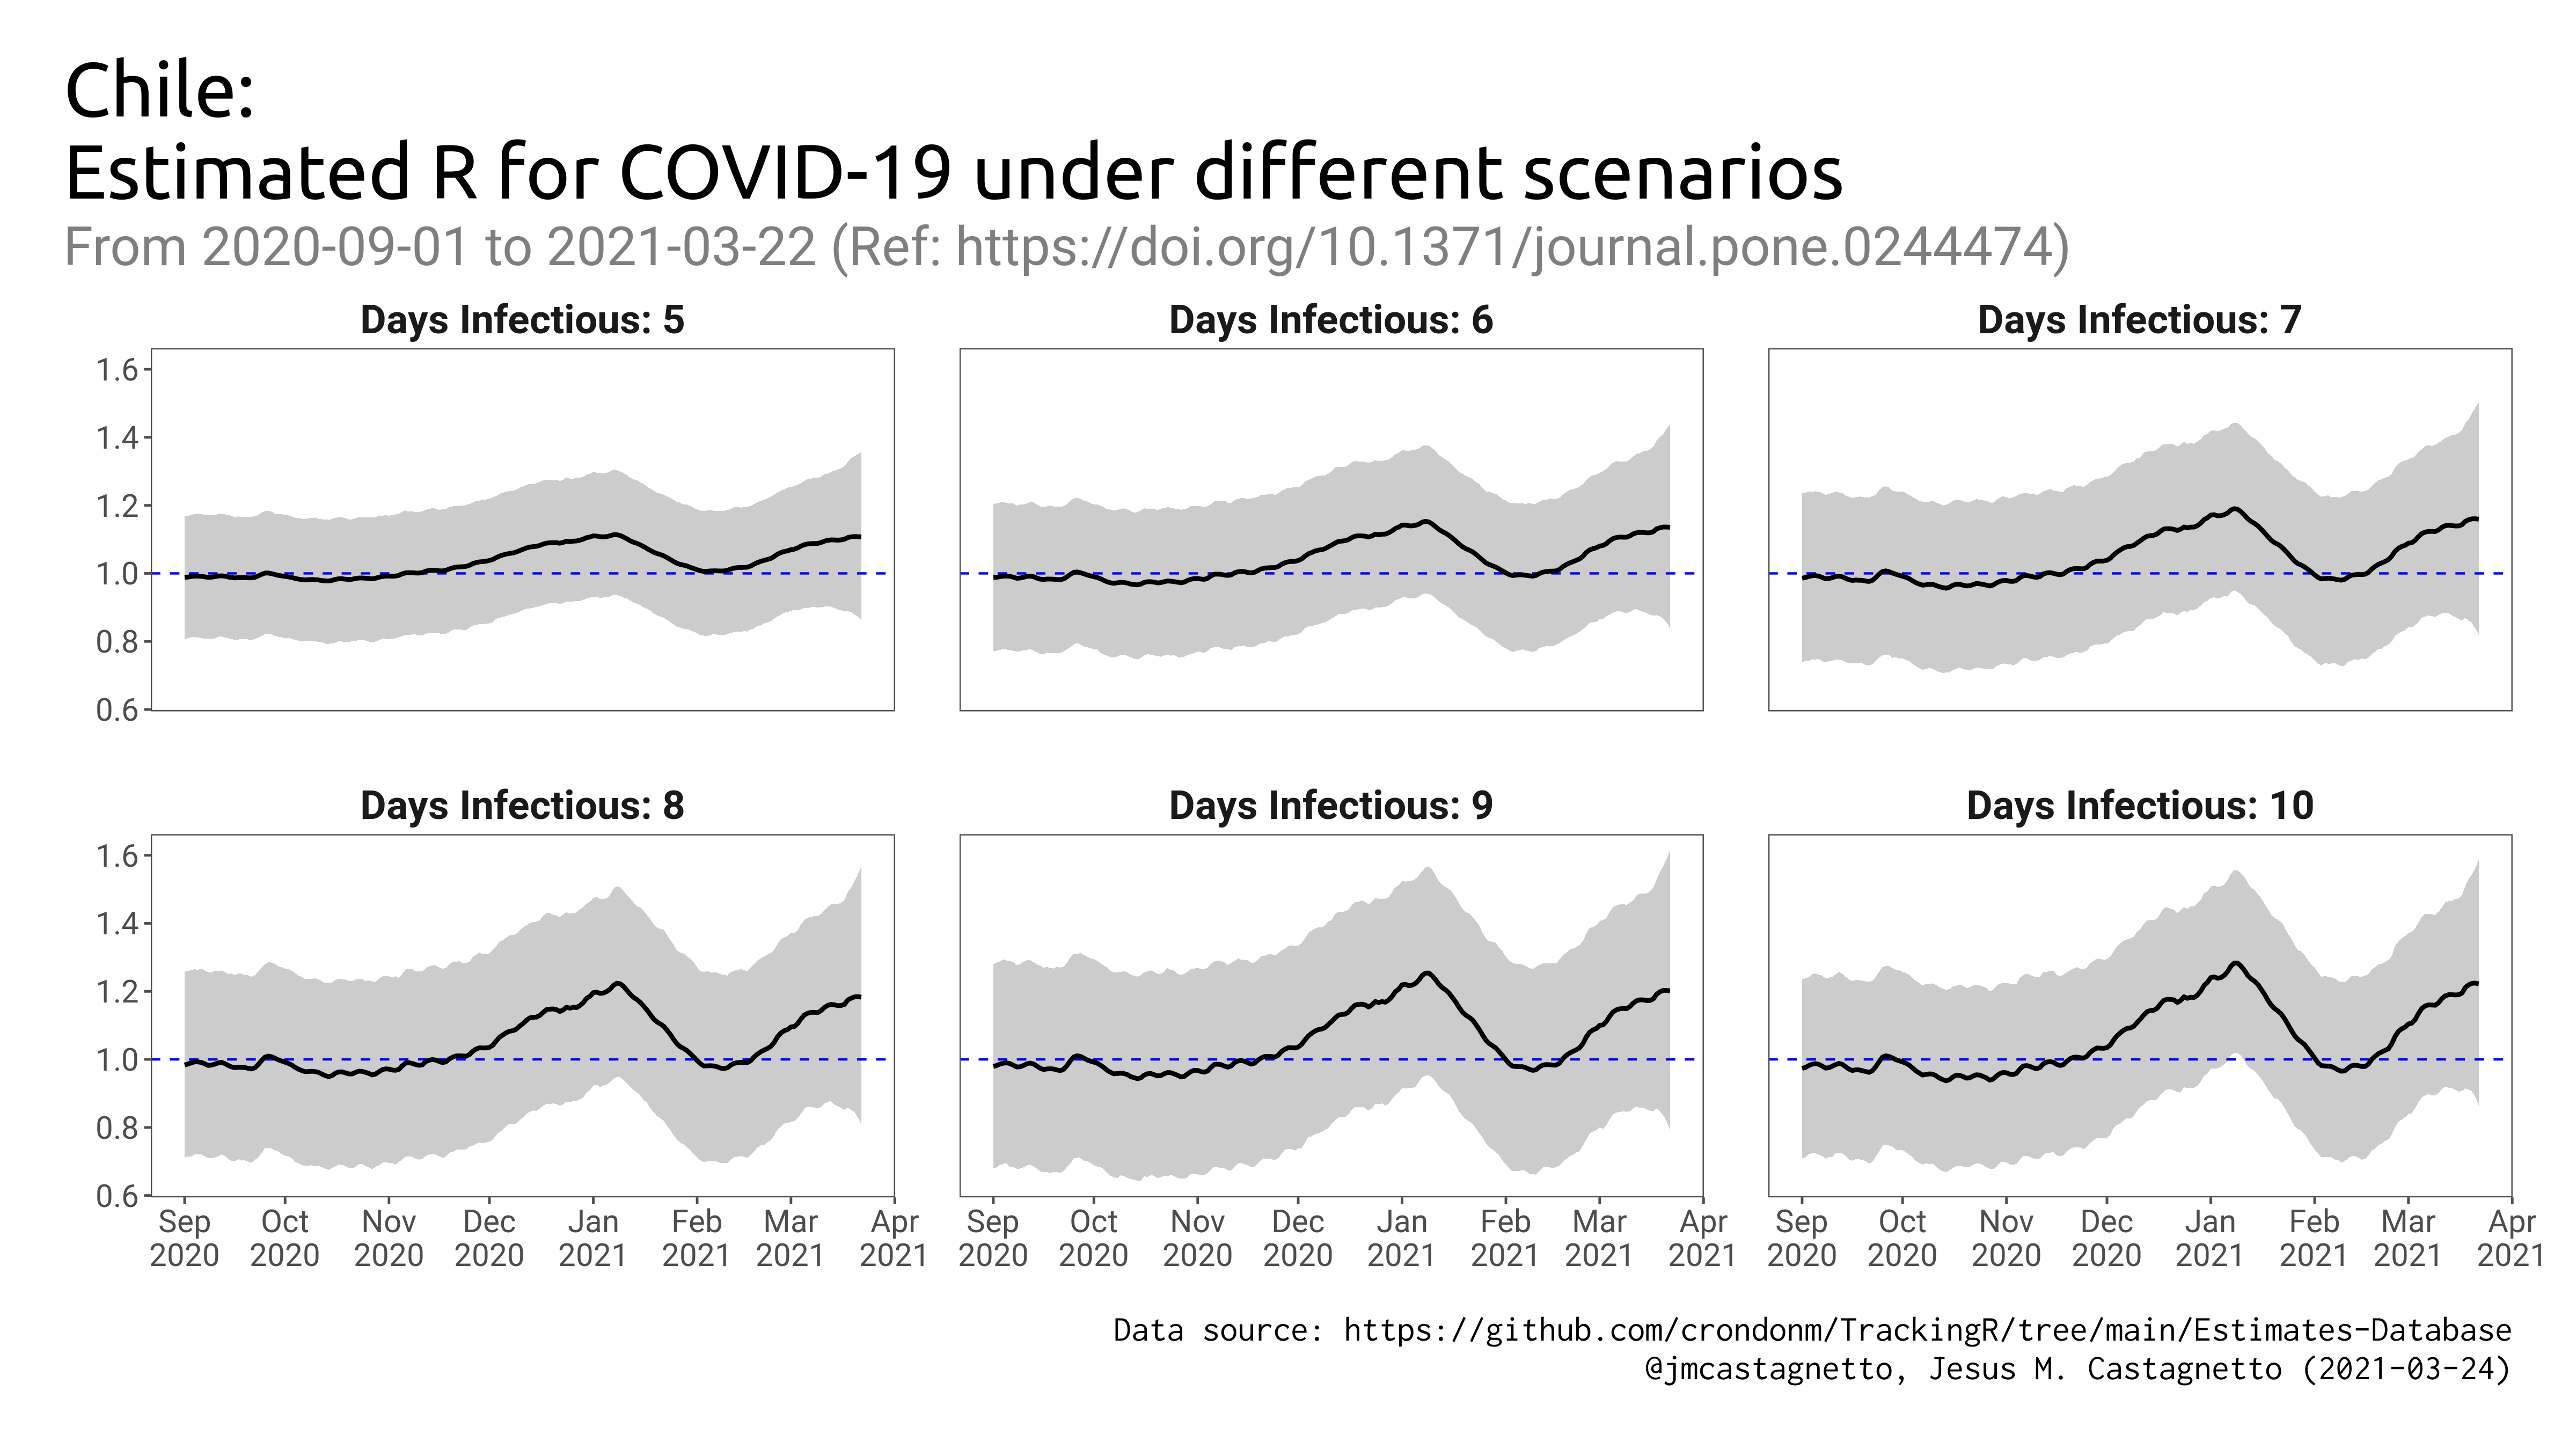 Chile:
Estimated R for COVID-19 under different scenarios
From 2020-09-01 to 2021-03-22 (Ref: https://doi.org/10.1371/journal.pone.0244474)
Days Infectious: 5
Days Infectious: 6
Days Infectious: 7
1.6
1.4
1.2
1.0
0.8
0.6
Days Infectious: 8
Days Infectious: 9
Days Infectious: 10
1.6
1.4
1.2
1.0
0.8
0.6
Sep Oct Nov Dec Jan Feb Mar Apr
2020 2020 2020 2020 2021 2021 2021 2021
Sep Oct Nov Dec Jan Feb Mar Apr
2020 2020 2020 2020 2021 2021 2021 2021
Sep Oct Nov Dec Jan Feb Mar Apr
2020 2020 2020 2020 2021 2021 2021 2021
Data source: https://github.com/crondonm/TrackingR/tree/main/Estimates-Database
@jmcastagnetto, Jesus M. Castagnetto (2021-03-24)